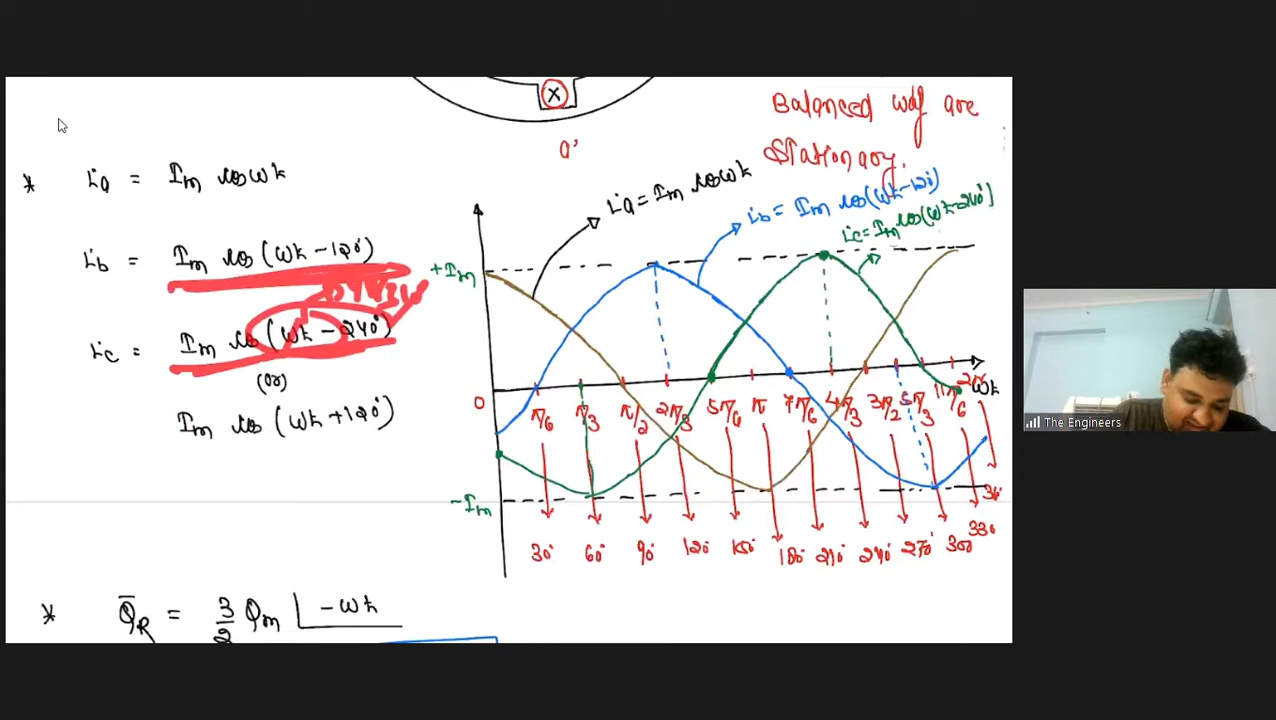 X
a'
Balanced wdf are
Stationary.
* ia = Im cos ωt
ib = Im cos (ωt - 120°)
ic = Im cos (ωt - 240°)
(or)
Im cos (ωt + 120°)
ia = Im cos ωt
ib = Im cos (ωt - 120)
ic = Im cos (ωt - 240°)
+Im
0
π/6 π/3 π/2 2π/3 5π/6 π 7π/6 4π/3 3π/2 5π/3 11π/6 2π
ωt
-Im
30° 60° 90° 120° 150° 180° 210° 240° 270° 300 330
* Φ̄R = 3/2 Φm ∠ -ωt
The Engineers